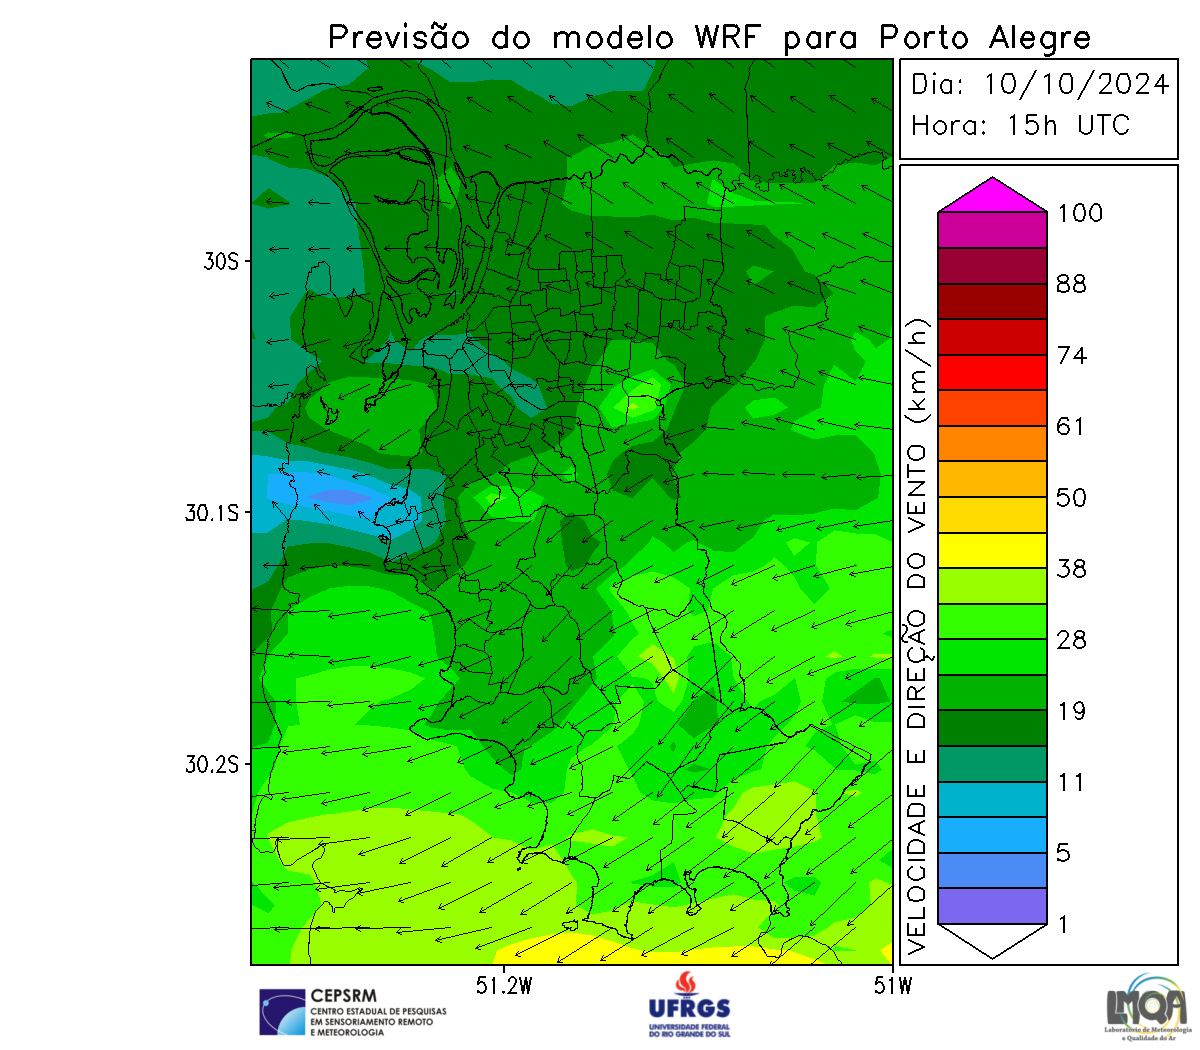 Previsão do modelo WRF para Porto Alegre
Dia: 10/10/2024
Hora: 15h UTC
100
88
74
61
50
38
28
19
11
5
1
VELOCIDADE E DIREÇÃO DO VENTO (km/h)
30S
30.1S
30.2S
51.2W
51W
CEPSRM
CENTRO ESTADUAL DE PESQUISAS
EM SENSORIAMENTO REMOTO
E METEOROLOGIA
UFRGS
UNIVERSIDADE FEDERAL
DO RIO GRANDE DO SUL
LMQA
Laboratório de Meteorologia
e Qualidade do Ar